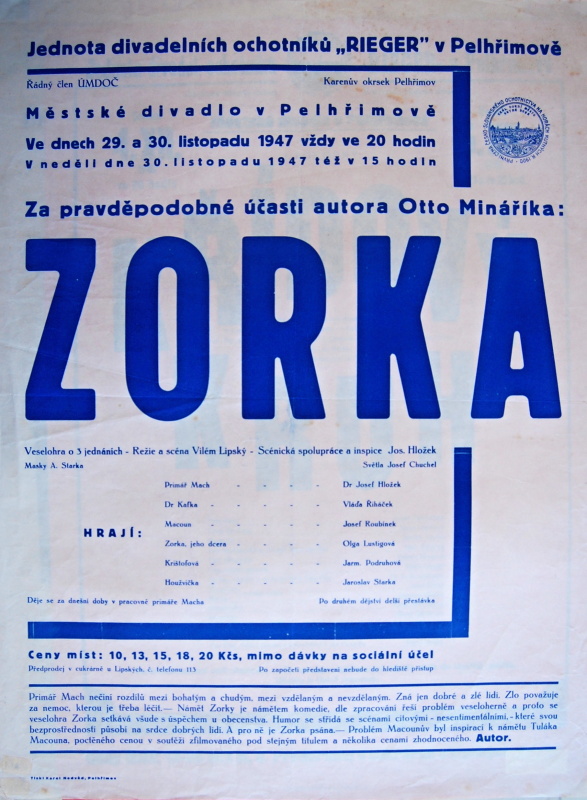 Jednota divadelních ochotníků „RIEGER" v Pelhřimově
Řádný člen ÚMDOČ Karenův okrsek Pelhřimov
Městské divadlo v Pelhřimově
Ve dnech 29. a 30. listopadu 1947 vždy ve 20 hodin
V neděli dne 30. listopadu 1947 též v 15 hodin
Za pravděpodobné účasti autora Otto Mináříka:
ZORKA
Veselohra o 3 jednáních - Režie a scéna Vilém Lipský - Scénická spolupráce a inspice Jos. Hložek
Masky A. Starka Světla Josef Chuchel
HRAJÍ:
Primář Mach - - - - Dr Josef Hložek
Dr Kafka - - - - - Vláďa Řiháček
Macoun - - - - - Josef Roubínek
Zorka, jeho dcera - - - - Olga Lustigová
Krištofová - - - - - Jarm. Podruhová
Houžvička - - - - - Jaroslav Starka
Děje se za dnešní doby v pracovně primáře Macha Po druhém dějství delší přestávka
Ceny míst: 10, 13, 15, 18, 20 Kčs, mimo dávky na sociální účel
Předprodej v cukrárně u Lipských, č. telefonu 113 Po započetí představení nebude do hlediště přístup
Primář Mach nečiní rozdílů mezi bohatým a chudým, mezi vzdělaným a nevzdělaným. Zná jen dobré a zlé lidi. Zlo považuje
za nemoc, kterou je třeba léčit.— Námět Zorky je námětem komedie, dle zpracování řeší problém veseloherně a proto se
veselohra Zorka setkává všude s úspěchem u obecenstva. Humor se střídá se scénami citovými - nesentimentálními, - které svou
bezprostředností působí na srdce dobrých lidí. A pro ně je Zorka psána.— Problém Macounův byl inspirací k námětu Tuláka
Macouna, poctěného cenou v soutěži zfilmovaného pod stejným titulem a několika cenami zhodnoceného. Autor.
Tiskl Karel Nedoba, Pelhřimov